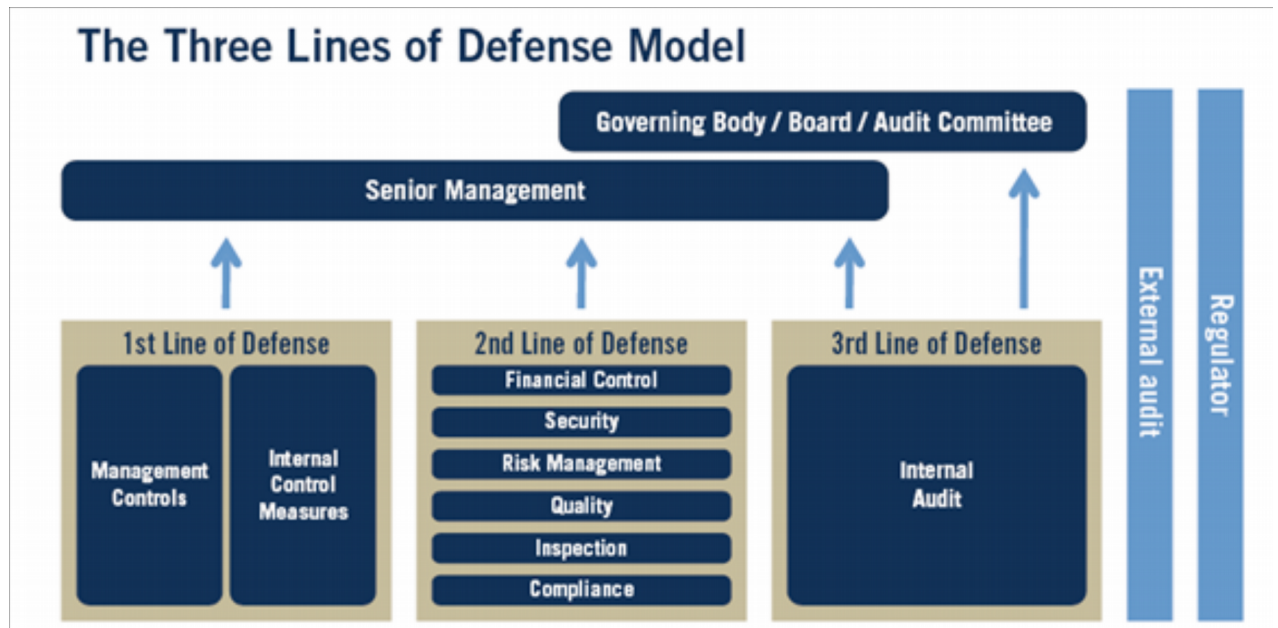 The Three Lines of Defense Model
Governing Body / Board / Audit Committee
Senior Management
1st Line of Defense
Management
Controls
Internal
Control
Measures
2nd Line of Defense
Financial Control
Security
Risk Management
Quality
Inspection
Compliance
3rd Line of Defense
Internal
Audit
External audit
Regulator